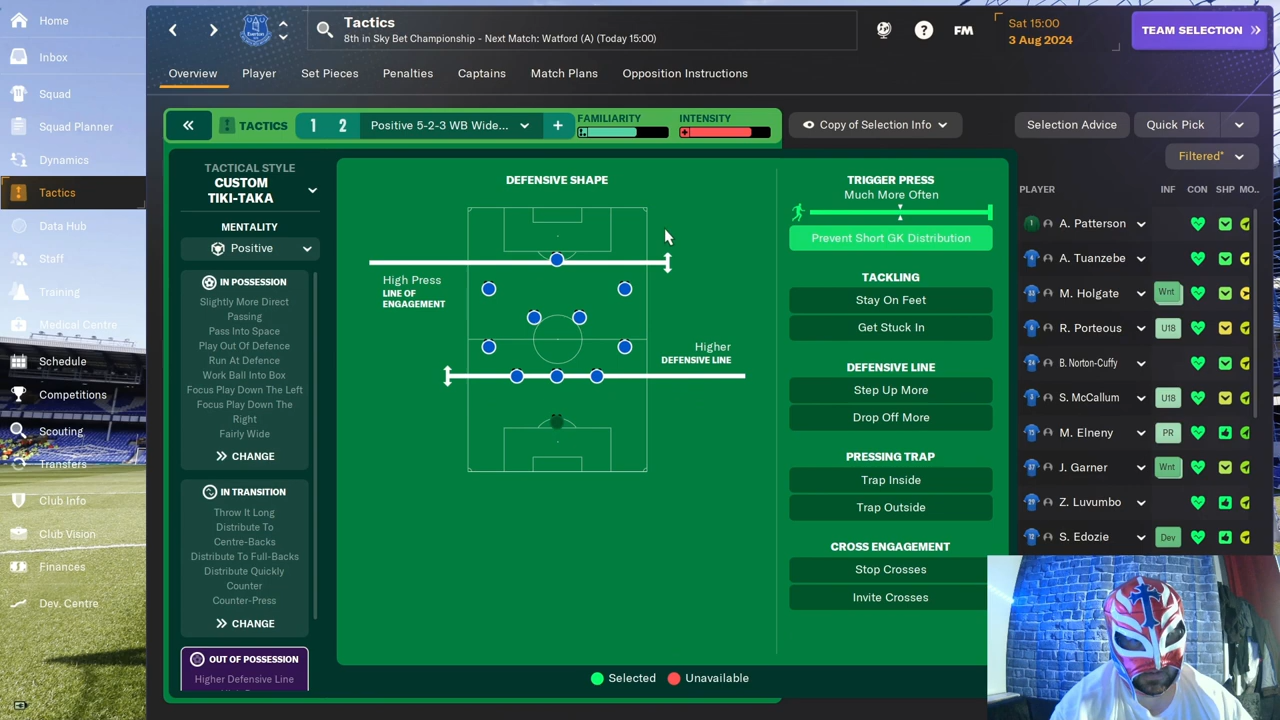 Home
Inbox
Squad
Squad Planner
Dynamics
Tactics
Data Hub
Staff
Training
Medical Centre
Schedule
Competitions
Scouting
Transfers
Club Info
Club Vision
Finances
Dev. Centre
Everton
Tactics
8th in Sky Bet Championship - Next Match: Watford (A) (Today 15:00)
?
FM
Sat 15:00
3 Aug 2024
TEAM SELECTION
Overview
Player
Set Pieces
Penalties
Captains
Match Plans
Opposition Instructions
TACTICS
1
2
Positive 5-2-3 WB Wide...
+
FAMILIARITY
INTENSITY
Copy of Selection Info
Selection Advice
Quick Pick
Filtered*
TACTICAL STYLE
CUSTOM
TIKI-TAKA
MENTALITY
Positive
IN POSSESSION
Slightly More Direct
Passing
Pass Into Space
Play Out Of Defence
Run At Defence
Work Ball Into Box
Focus Play Down The Left
Focus Play Down The
Right
Fairly Wide
CHANGE
IN TRANSITION
Throw It Long
Distribute To
Centre-Backs
Distribute To Full-Backs
Distribute Quickly
Counter
Counter-Press
CHANGE
OUT OF POSSESSION
Higher Defensive Line
DEFENSIVE SHAPE
High Press
LINE OF
ENGAGEMENT
Higher
DEFENSIVE LINE
Selected
Unavailable
TRIGGER PRESS
Much More Often
Prevent Short GK Distribution
TACKLING
Stay On Feet
Get Stuck In
DEFENSIVE LINE
Step Up More
Drop Off More
PRESSING TRAP
Trap Inside
Trap Outside
CROSS ENGAGEMENT
Stop Crosses
Invite Crosses
PLAYER
INF
CON
SHP
MO...
A. Patterson
A. Tuanzebe
M. Holgate
Wnt
R. Porteous
U18
B. Norton-Cuffy
S. McCallum
U18
M. Elneny
PR
J. Garner
Wnt
Z. Luvumbo
S. Edozie
Dev